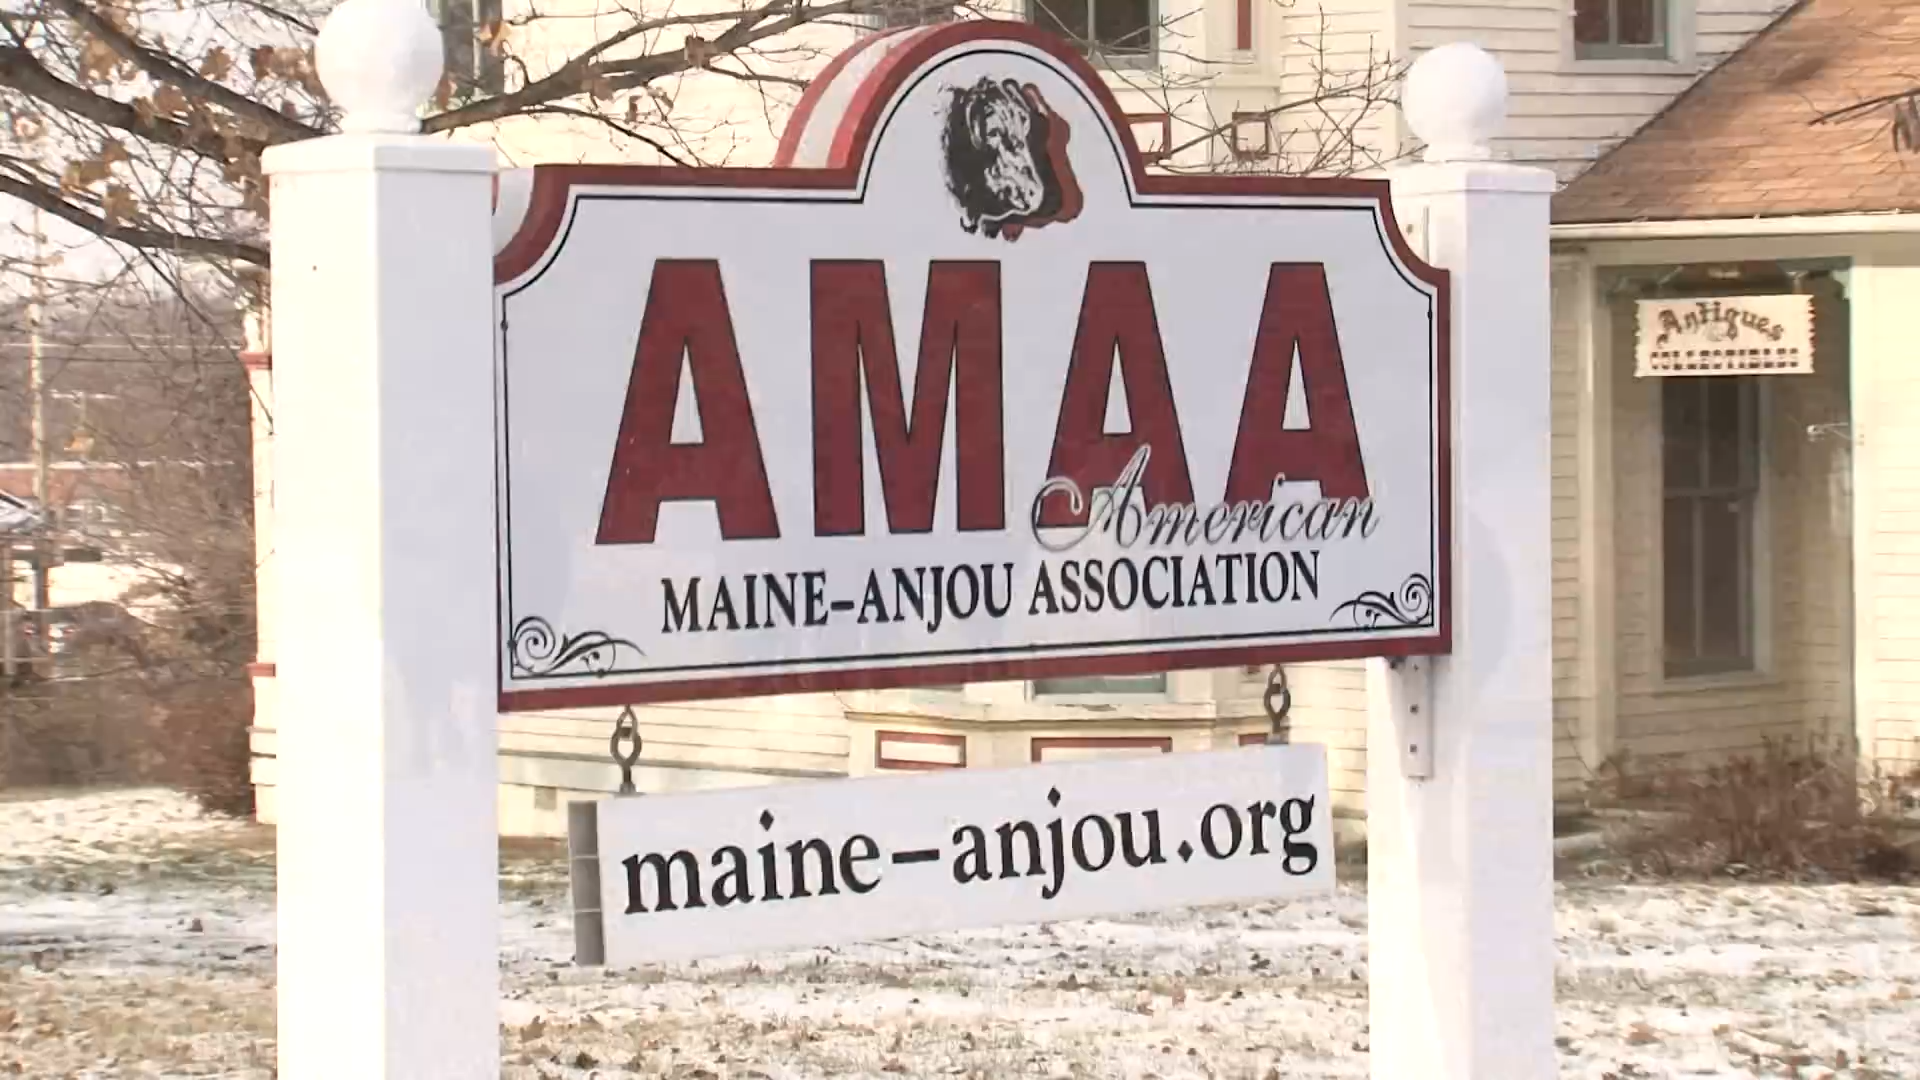 AMAA
American
MAINE-ANJOU ASSOCIATION
maine-anjou.org
Antiques
COLLECTIBLES